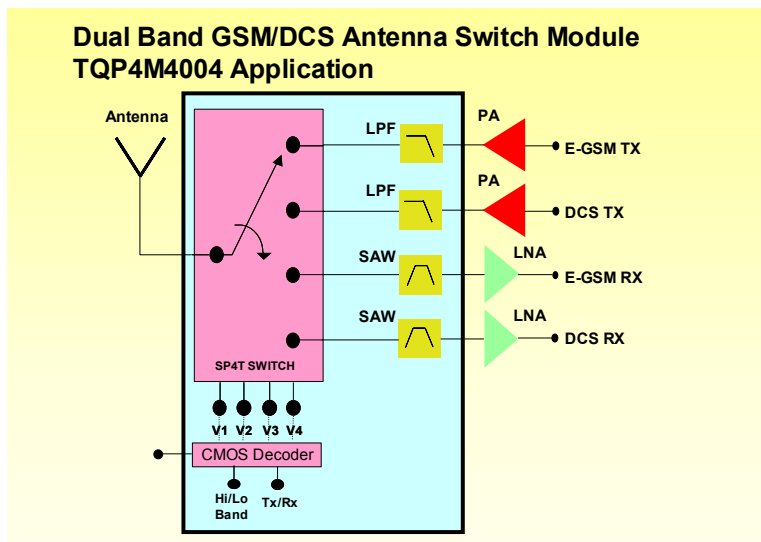 Dual Band GSM/DCS Antenna Switch Module
TQP4M4004 Application
Antenna
LPF
PA
E-GSM TX
LPF
PA
DCS TX
SAW
LNA
E-GSM RX
SAW
LNA
DCS RX
SP4T SWITCH
V1 V2 V3 V4
CMOS Decoder
Hi/Lo
Band
Tx/Rx